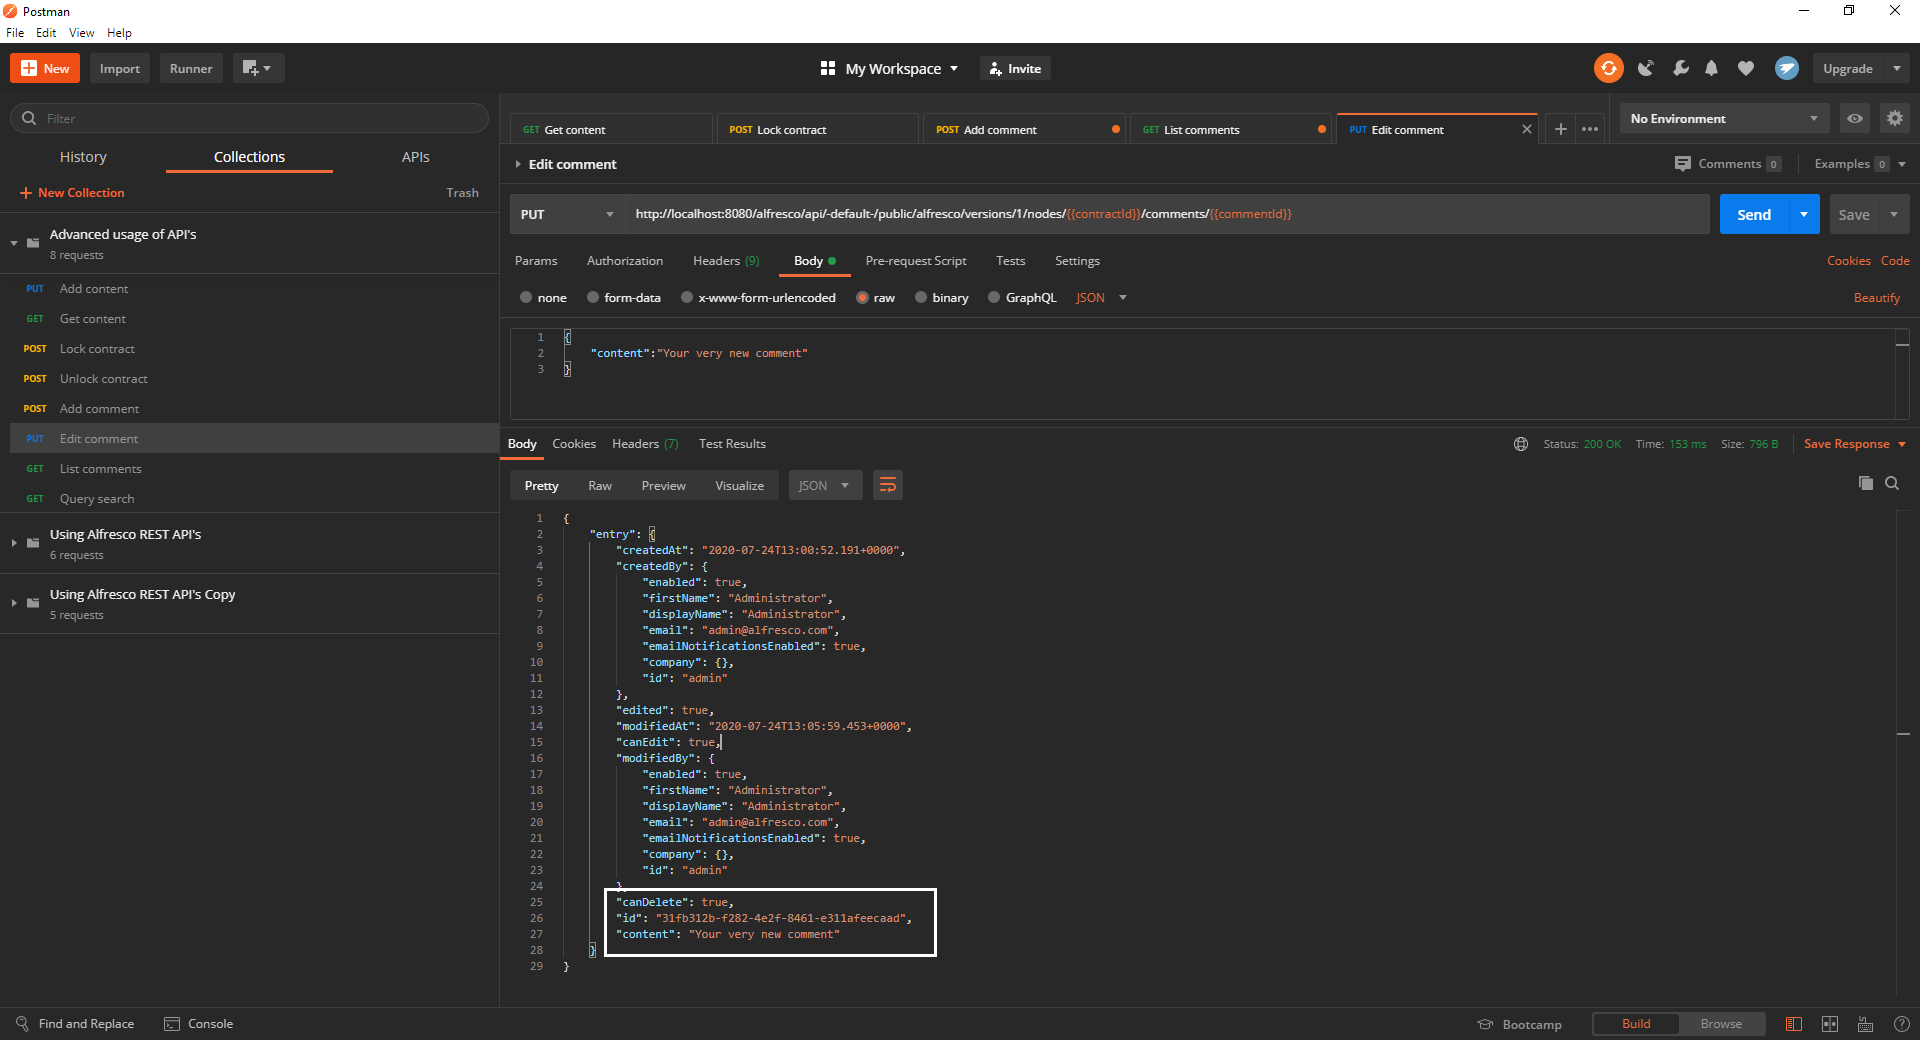 Postman
File Edit View Help
New Import Runner My Workspace Invite Upgrade
Filter
History Collections APIs
New Collection Trash
Advanced usage of API's
8 requests
PUT Add content
GET Get content
POST Lock contract
POST Unlock contract
POST Add comment
PUT Edit comment
GET List comments
GET Query search
Using Alfresco REST API's
6 requests
Using Alfresco REST API's Copy
5 requests
GET Get content POST Lock contract POST Add comment GET List comments PUT Edit comment No Environment
Edit comment Comments 0 Examples 0
PUT http://localhost:8080/alfresco/api/-default-/public/alfresco/versions/1/nodes/{{contractId}}/comments/{{commentId}} Send Save
Params Authorization Headers (9) Body Pre-request Script Tests Settings Cookies Code
none form-data x-www-form-urlencoded raw binary GraphQL JSON Beautify
1 {
2 "content":"Your very new comment"
3 }
Body Cookies Headers (7) Test Results Status: 200 OK Time: 153 ms Size: 796 B Save Response
Pretty Raw Preview Visualize JSON
1 {
2 "entry": {
3 "createdAt": "2020-07-24T13:00:52.191+0000",
4 "createdBy": {
5 "enabled": true,
6 "firstName": "Administrator",
7 "displayName": "Administrator",
8 "email": "admin@alfresco.com",
9 "emailNotificationsEnabled": true,
10 "company": {},
11 "id": "admin"
12 },
13 "edited": true,
14 "modifiedAt": "2020-07-24T13:05:59.453+0000",
15 "canEdit": true,
16 "modifiedBy": {
17 "enabled": true,
18 "firstName": "Administrator",
19 "displayName": "Administrator",
20 "email": "admin@alfresco.com",
21 "emailNotificationsEnabled": true,
22 "company": {},
23 "id": "admin"
24 },
25 "canDelete": true,
26 "id": "31fb312b-f282-4e2f-8461-e311afeecaad",
27 "content": "Your very new comment"
28 }
29 }
Find and Replace Console Bootcamp Build Browse